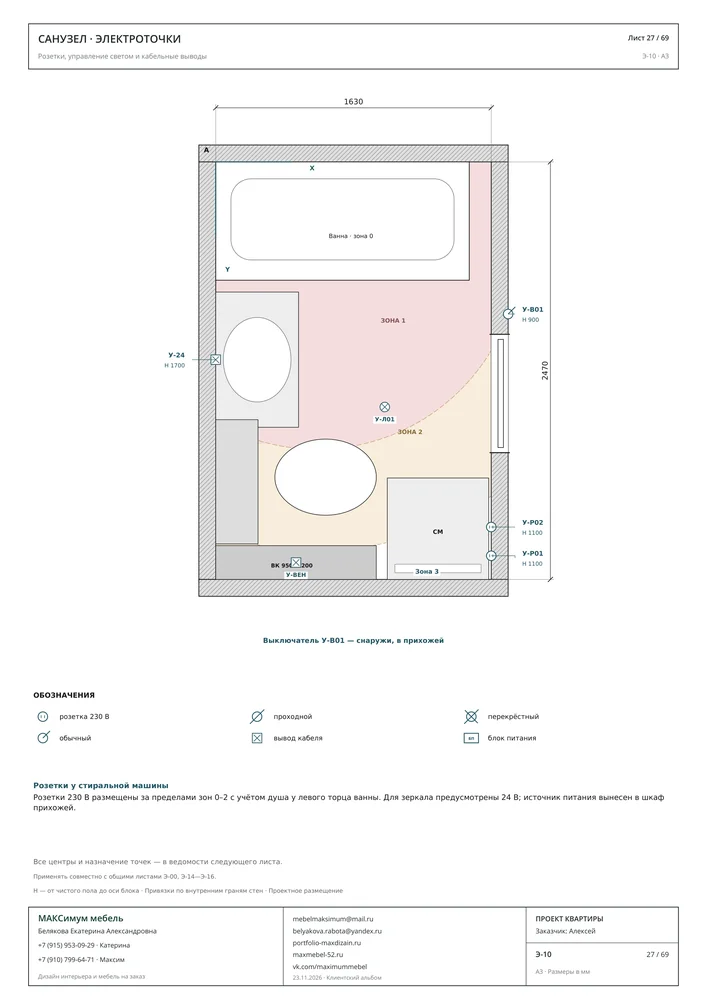 САНУЗЕЛ · ЭЛЕКТРОТОЧКИ
Лист 27 / 69
Розетки, управление светом и кабельные выводы
Э-10 · А3
1630
A
X
Ванна · зона 0
Y
У-В01
Н 900
ЗОНА 1
У-24
Н 1700
2470
У-Л01
ЗОНА 2
СМ
У-Р02
Н 1100
У-Р01
Н 1100
Зона 3
У-ВЕН
Выключатель У-В01 — снаружи, в прихожей
ОБОЗНАЧЕНИЯ
розетка 230 В
проходной
перекрёстный
обычный
вывод кабеля
БП
блок питания
Розетки у стиральной машины
Розетки 230 В размещены за пределами зон 0–2 с учётом душа у левого торца ванны. Для зеркала предусмотрены 24 В; источник питания вынесен в шкаф
прихожей.
Все центры и назначение точек — в ведомости следующего листа.
Применять совместно с общими листами Э-00, Э-14—Э-16.
Н — от чистого пола до оси блока · Привязки по внутренним граням стен · Проектное размещение
МАКСимум мебель
Белякова Екатерина Александровна
+7 (915) 953-09-29 · Катерина
+7 (910) 799-64-71 · Максим
Дизайн интерьера и мебель на заказ
mebelmaksimum@mail.ru
belyakova.rabota@yandex.ru
portfolio-maxdizain.ru
maxmebel-52.ru
vk.com/maximummebel
23.11.2026 · Клиентский альбом
ПРОЕКТ КВАРТИРЫ
Заказчик: Алексей
Э-10
27 / 69
А3 · Размеры в мм